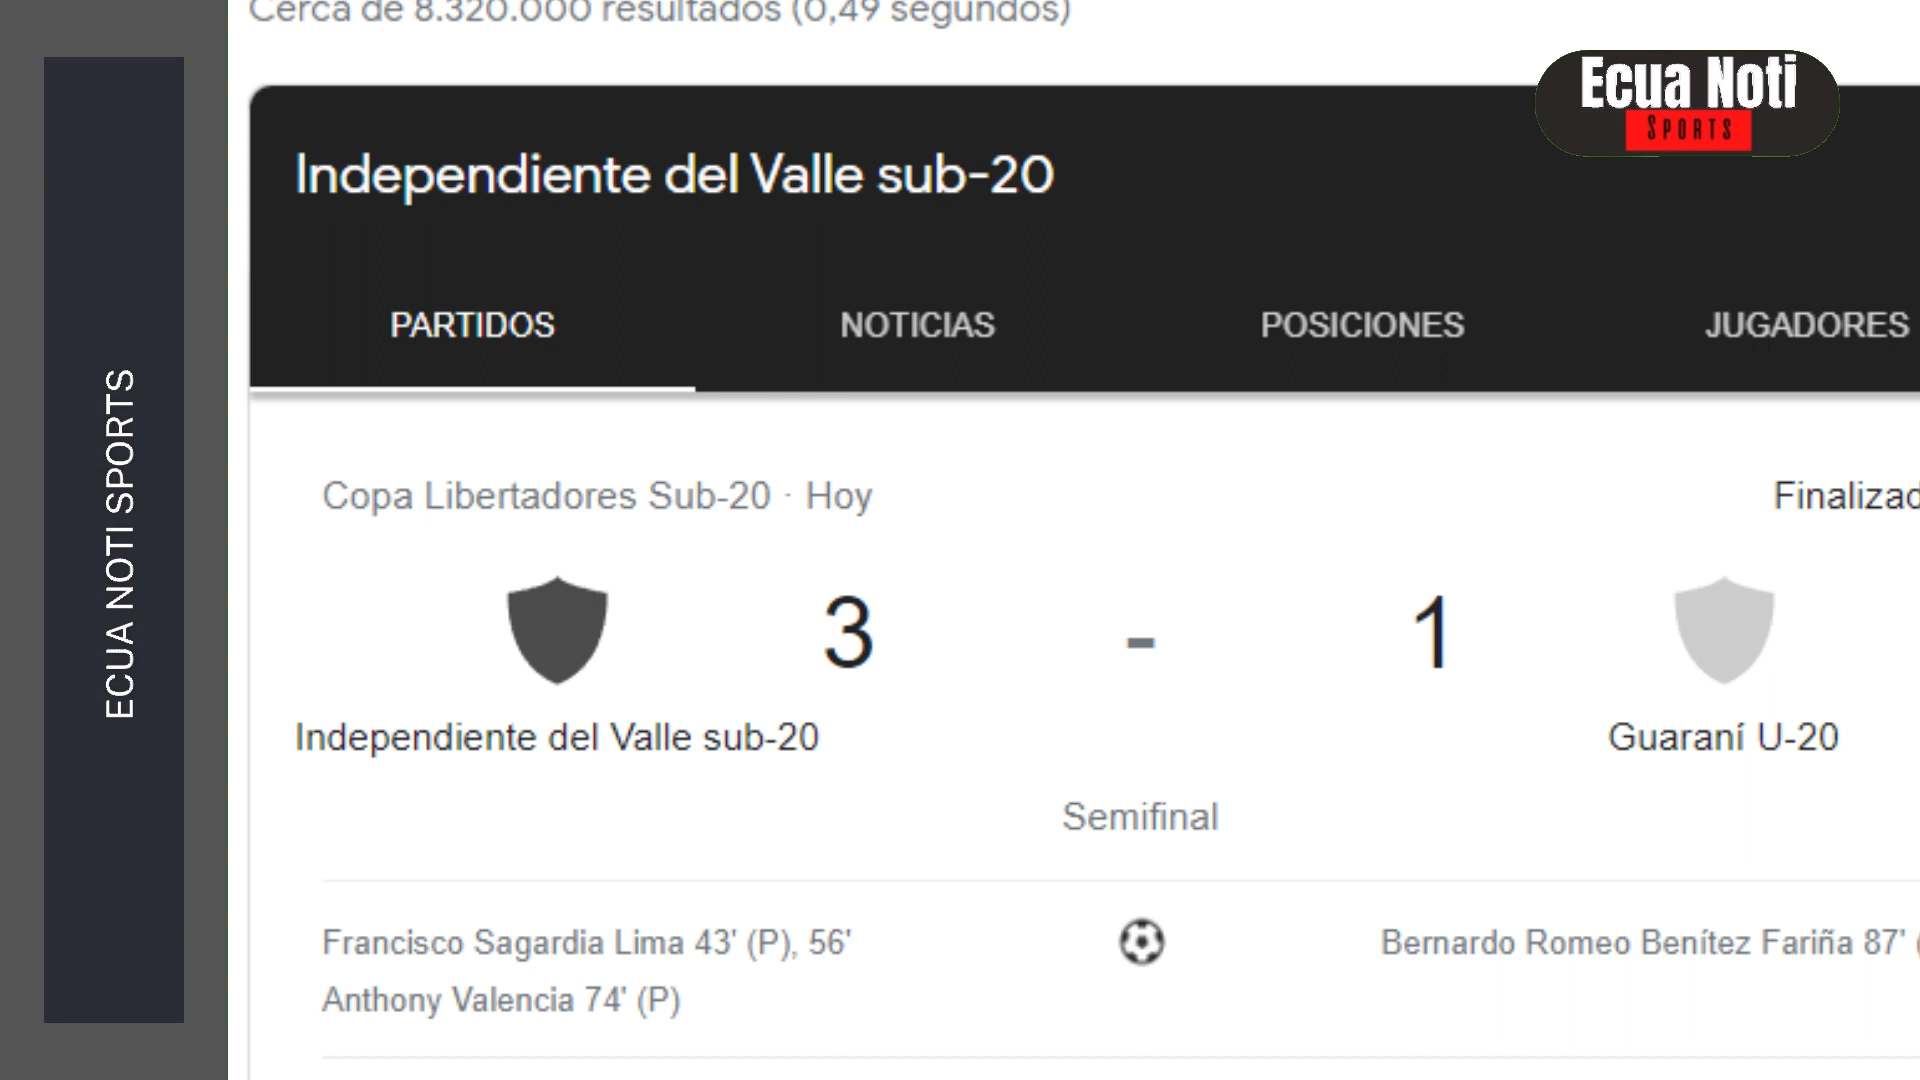 Cerca de 8.320.000 resultados (0,49 segundos)
Ecua Noti
SPORTS
Independiente del Valle sub-20
PARTIDOS NOTICIAS POSICIONES JUGADORES
ECUA NOTI SPORTS
Copa Libertadores Sub-20 · Hoy Finalizad
3 - 1
Independiente del Valle sub-20 Guaraní U-20
Semifinal
Francisco Sagardia Lima 43' (P), 56' Bernardo Romeo Benítez Fariña 87' (
Anthony Valencia 74' (P)